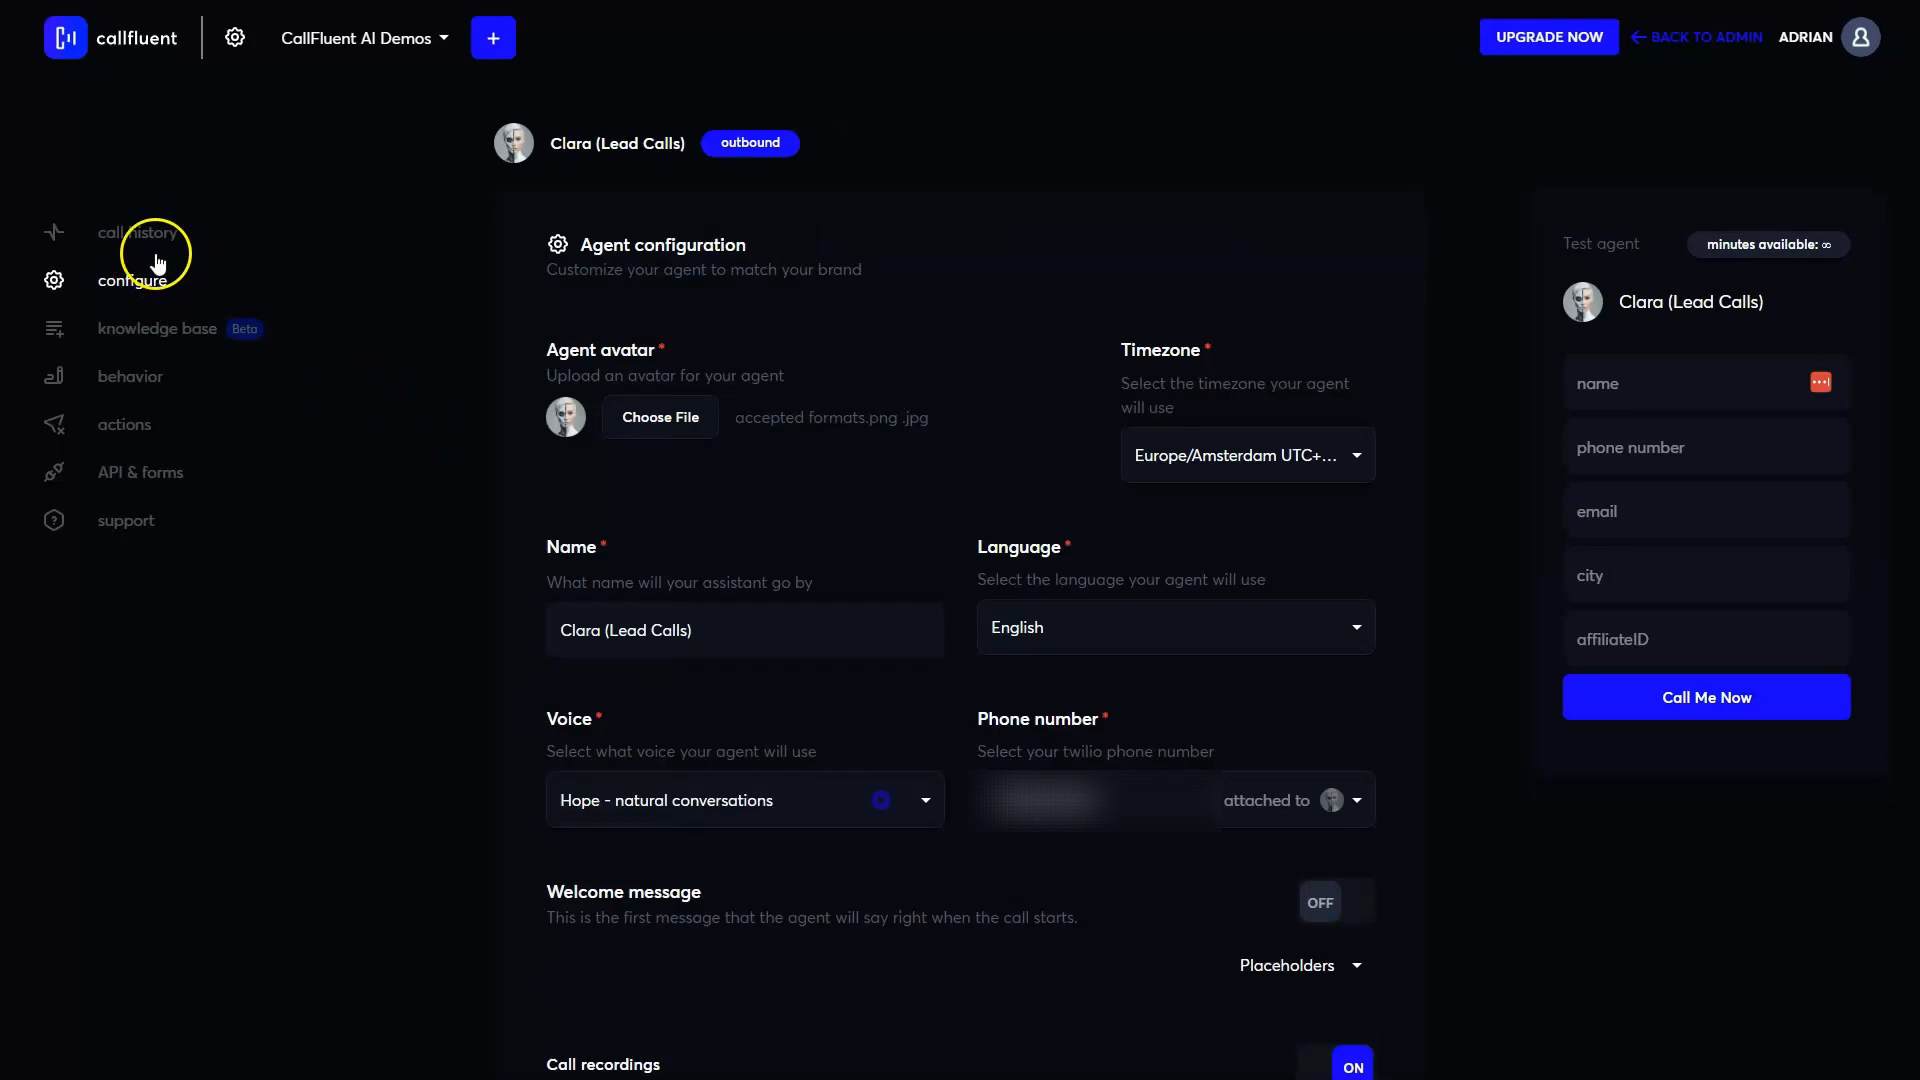 callfluent
CallFluent AI Demos
+
UPGRADE NOW
BACK TO ADMIN
ADRIAN
Clara (Lead Calls)
outbound
call history
configure
knowledge base Beta
behavior
actions
API & forms
support
Agent configuration
Customize your agent to match your brand
Agent avatar *
Upload an avatar for your agent
Choose File
accepted formats.png .jpg
Timezone *
Select the timezone your agent
will use
Europe/Amsterdam UTC+...
Name *
What name will your assistant go by
Clara (Lead Calls)
Language *
Select the language your agent will use
English
Voice *
Select what voice your agent will use
Hope - natural conversations
Phone number *
Select your twilio phone number
attached to
Welcome message
This is the first message that the agent will say right when the call starts.
OFF
Placeholders
Call recordings
ON
Test agent
minutes available: ∞
Clara (Lead Calls)
name
phone number
email
city
affiliateID
Call Me Now